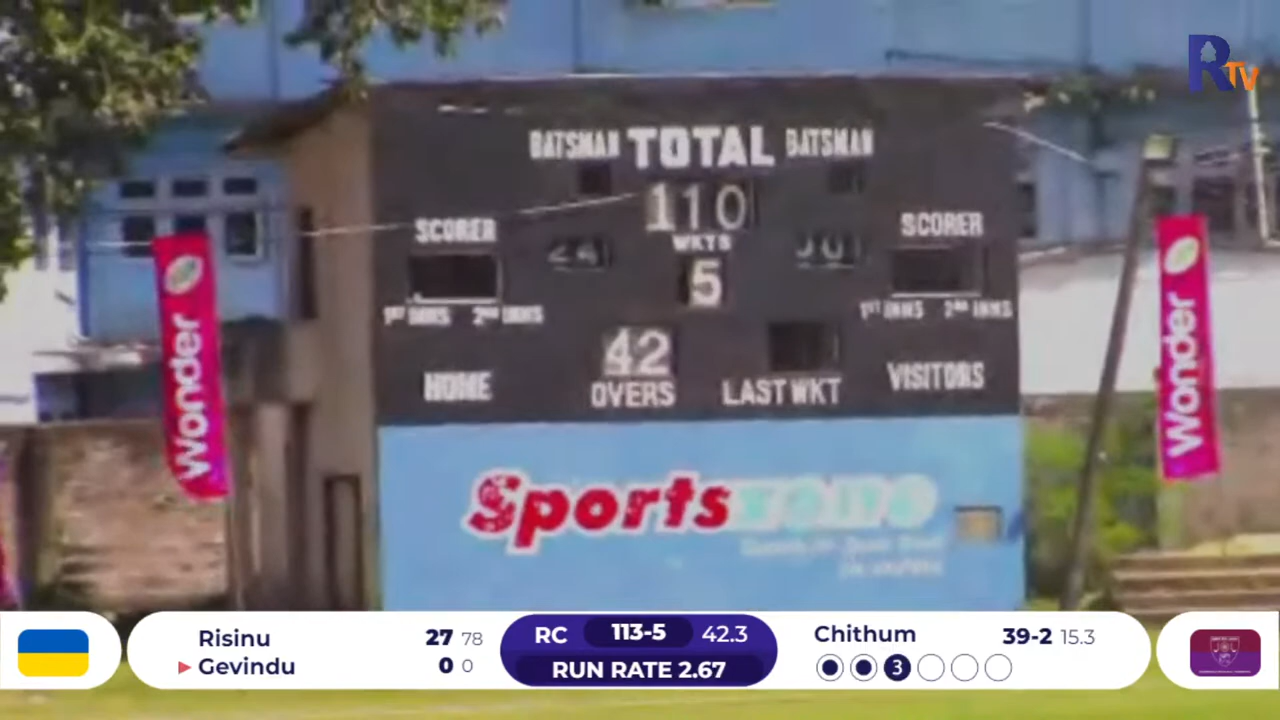 RTV
BATSMAN TOTAL BATSMAN
110
SCORER WKTS SCORER
24
5
1ST INNS 2ND INNS 1ST INNS 2ND INNS
42
HOME OVERS LAST WKT VISITORS
Wonder
Wonder
Sportszone
Risinu 27 78
Gevindu 0 0
RC 113-5 42.3
RUN RATE 2.67
Chithum 39-2 15.3
3